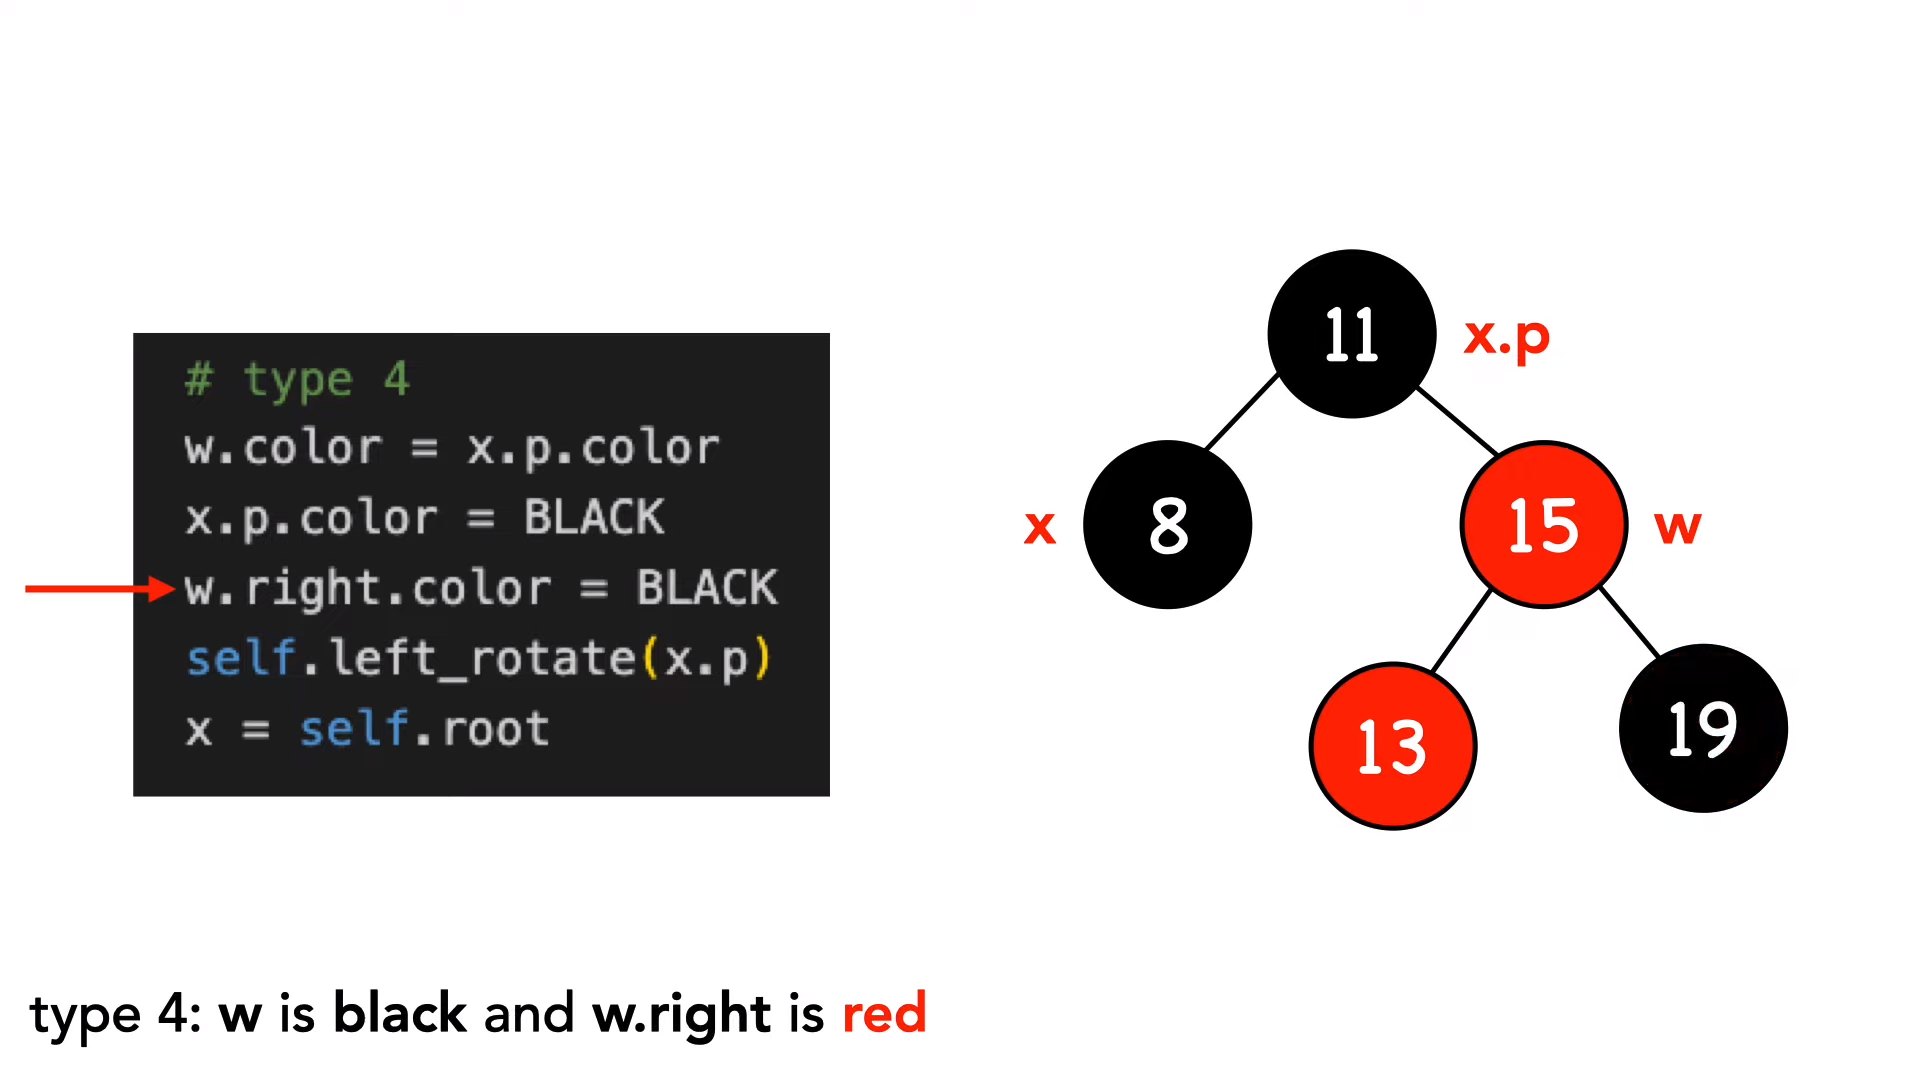 # type 4
w.color = x.p.color
x.p.color = BLACK
w.right.color = BLACK
self.left_rotate(x.p)
x = self.root
11 x.p
x 8 15 w
13 19
type 4: w is black and w.right is red